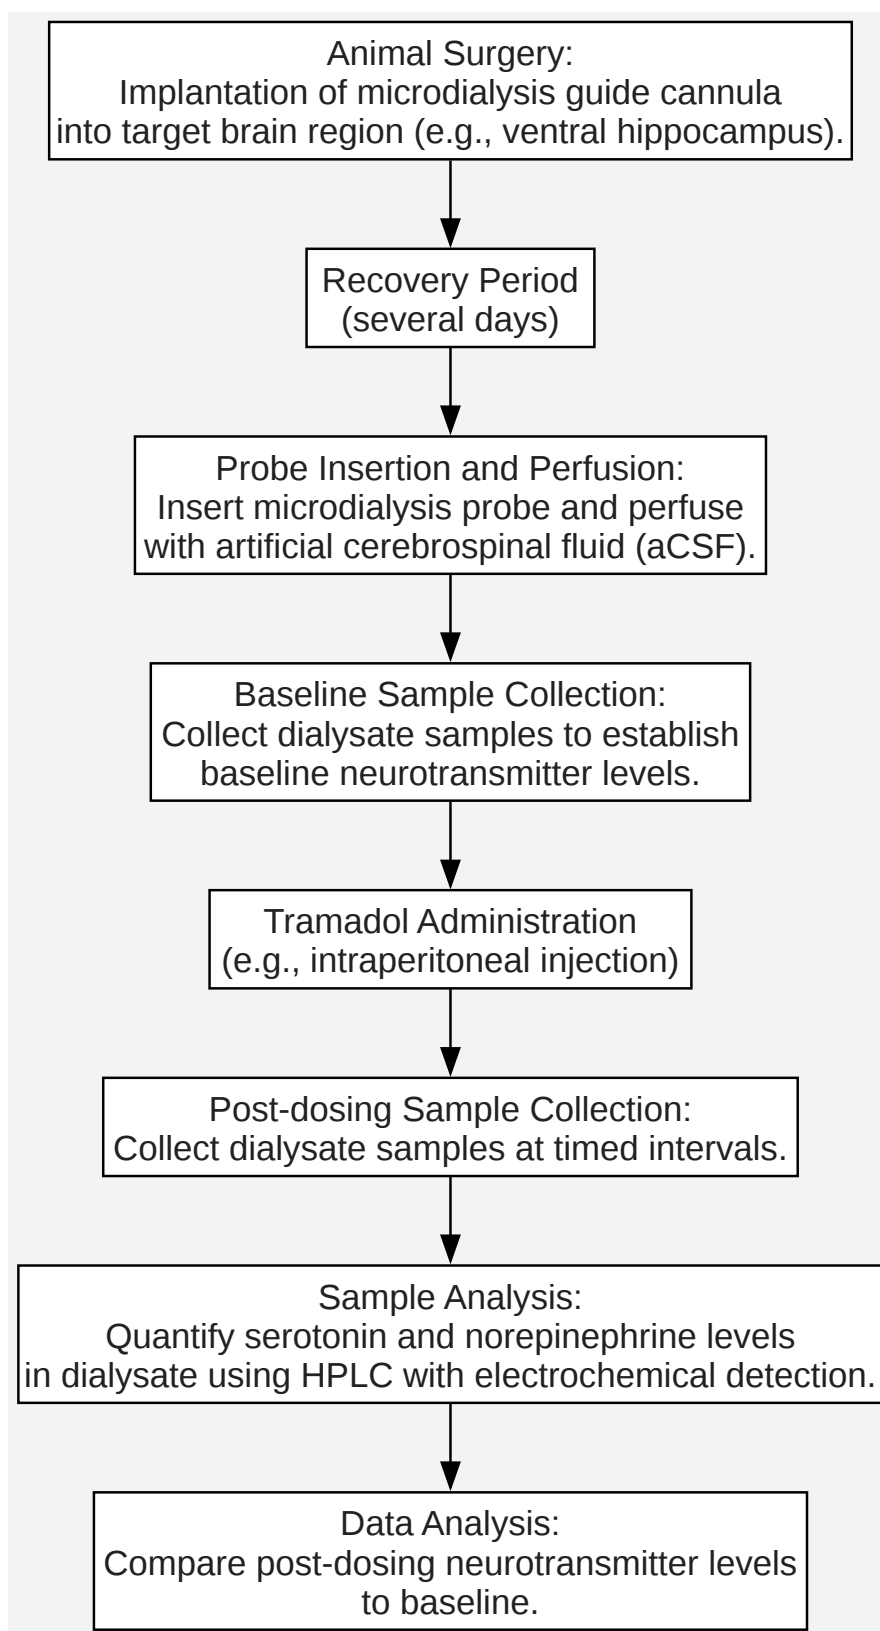 Animal Surgery:
Implantation of microdialysis guide cannula
into target brain region (e.g., ventral hippocampus).
Recovery Period
(several days)
Probe Insertion and Perfusion:
Insert microdialysis probe and perfuse
with artificial cerebrospinal fluid (aCSF).
Baseline Sample Collection:
Collect dialysate samples to establish
baseline neurotransmitter levels.
Tramadol Administration
(e.g., intraperitoneal injection)
Post-dosing Sample Collection:
Collect dialysate samples at timed intervals.
Sample Analysis:
Quantify serotonin and norepinephrine levels
in dialysate using HPLC with electrochemical detection.
Data Analysis:
Compare post-dosing neurotransmitter levels
to baseline.